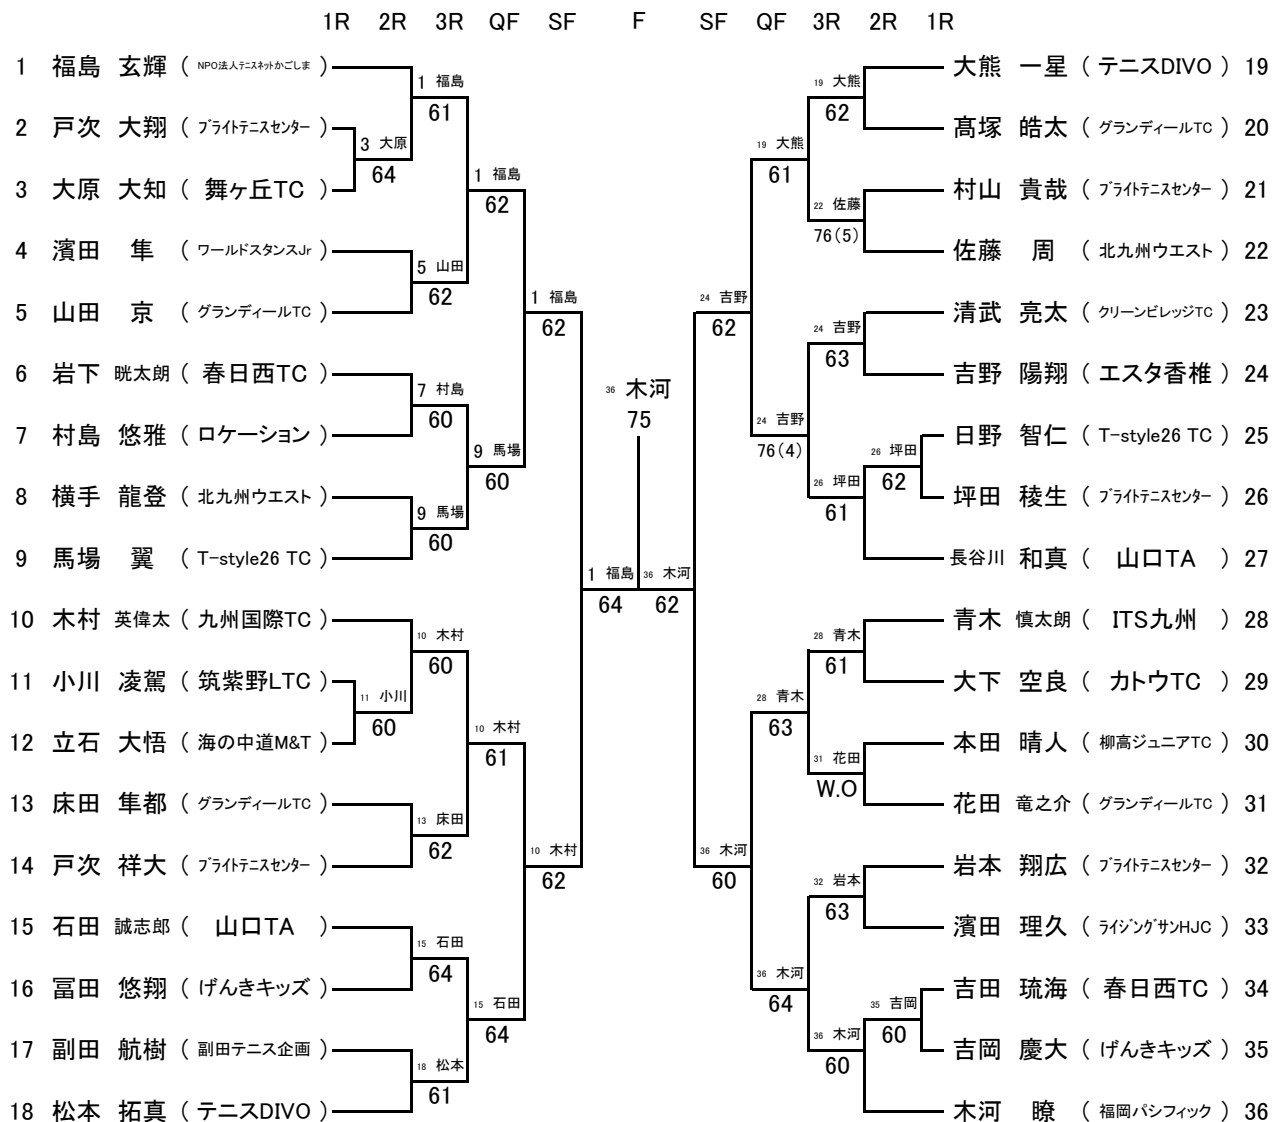 1R 2R 3R QF SF F SF QF 3R 2R 1R
1 福島 玄輝 ( NPO法人テニスネットかごしま )
2 戸次 大翔 ( ブライトテニスセンター )
3 大原 大知 ( 舞ヶ丘TC )
4 濱田 隼 ( ワールドスタンスJr )
5 山田 京 ( グランディールTC )
6 岩下 晄太朗 ( 春日西TC )
7 村島 悠雅 ( ロケーション )
8 横手 龍登 ( 北九州ウエスト )
9 馬場 翼 ( T-style26 TC )
10 木村 英偉太 ( 九州国際TC )
11 小川 凌駕 ( 筑紫野LTC )
12 立石 大悟 ( 海の中道M&T )
13 床田 隼都 ( グランディールTC )
14 戸次 祥大 ( ブライトテニスセンター )
15 石田 誠志郎 ( 山口TA )
16 冨田 悠翔 ( げんきキッズ )
17 副田 航樹 ( 副田テニス企画 )
18 松本 拓真 ( テニスDIVO )
3 大原
64
11 小川
60
1 福島
61
5 山田
62
7 村島
60
9 馬場
60
10 木村
60
13 床田
62
15 石田
64
18 松本
61
1 福島
62
9 馬場
60
10 木村
61
15 石田
64
1 福島
62
10 木村
62
1 福島
64
36 木河
75
36 木河
62
24 吉野
62
36 木河
60
19 大熊
61
24 吉野
76(4)
28 青木
63
36 木河
64
19 大熊
62
22 佐藤
76(5)
24 吉野
63
26 坪田
61
28 青木
61
31 花田
W.O
32 岩本
63
36 木河
60
26 坪田
62
35 吉岡
60
大熊 一星 ( テニスDIVO ) 19
髙塚 皓太 ( グランディールTC ) 20
村山 貴哉 ( ブライトテニスセンター ) 21
佐藤 周 ( 北九州ウエスト ) 22
清武 亮太 ( クリーンビレッジTC ) 23
吉野 陽翔 ( エスタ香椎 ) 24
日野 智仁 ( T-style26 TC ) 25
坪田 稜生 ( ブライトテニスセンター ) 26
長谷川 和真 ( 山口TA ) 27
青木 慎太朗 ( ITS九州 ) 28
大下 空良 ( カトウTC ) 29
本田 晴人 ( 柳高ジュニアTC ) 30
花田 竜之介 ( グランディールTC ) 31
岩本 翔広 ( ブライトテニスセンター ) 32
濱田 理久 ( ライジングサンHJC ) 33
吉田 琉海 ( 春日西TC ) 34
吉岡 慶大 ( げんきキッズ ) 35
木河 瞭 ( 福岡パシフィック ) 36